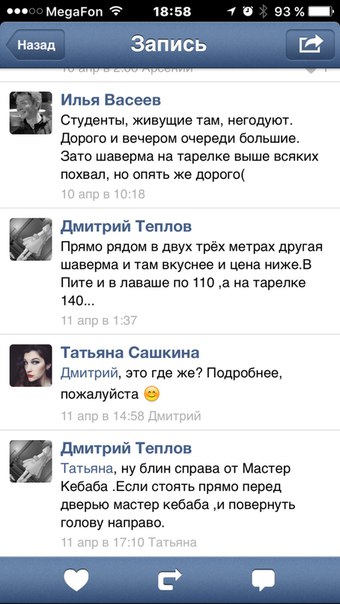 MegaFon 18:58 93 %
Назад Запись
10 апр в 2:00 Арсений 1
Илья Васеев
Студенты, живущие там, негодуют.
Дорого и вечером очереди большие.
Зато шаверма на тарелке выше всяких
похвал, но опять же дорого(
10 апр в 10:18
Дмитрий Теплов
Прямо рядом в двух трёх метрах другая
шаверма и там вкуснее и цена ниже.В
Пите и в лаваше по 110 ,а на тарелке
140...
11 апр в 1:37
Татьяна Сашкина
Дмитрий, это где же? Подробнее,
пожалуйста 😊
11 апр в 14:58 Дмитрий
Дмитрий Теплов
Татьяна, ну блин справа от Мастер
Кебаба .Если стоять прямо перед
дверью мастер кебаба ,и повернуть
голову направо.
11 апр в 17:10 Татьяна